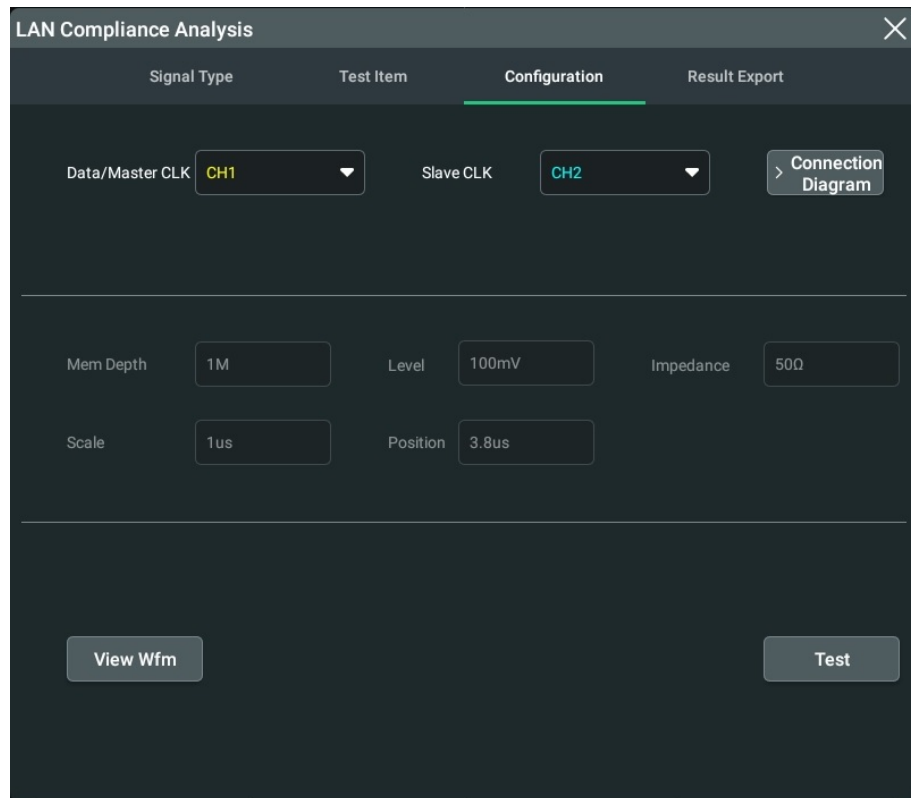 LAN Compliance Analysis
Signal Type Test Item Configuration Result Export
Data/Master CLK CH1 Slave CLK CH2 > Connection
Diagram
Mem Depth 1M Level 100mV Impedance 50Ω
Scale 1us Position 3.8us
View Wfm Test